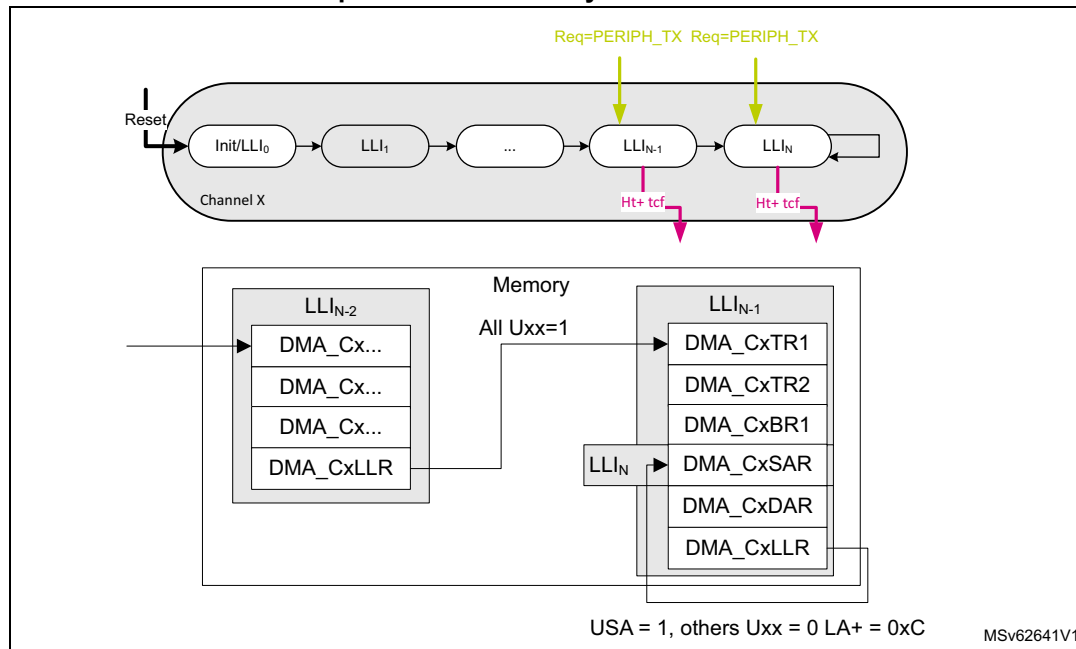 Req=PERIPH_TX Req=PERIPH_TX
Reset
Init/LLI0
LLI1
...
LLIN-1
LLIN
Channel X
Ht+ tcf
Ht+ tcf
Memory
LLIN-2
DMA_Cx...
DMA_Cx...
DMA_Cx...
DMA_CxLLR
All Uxx=1
LLIN-1
DMA_CxTR1
DMA_CxTR2
DMA_CxBR1
LLIN
DMA_CxSAR
DMA_CxDAR
DMA_CxLLR
USA = 1, others Uxx = 0 LA+ = 0xC
MSv62641V1